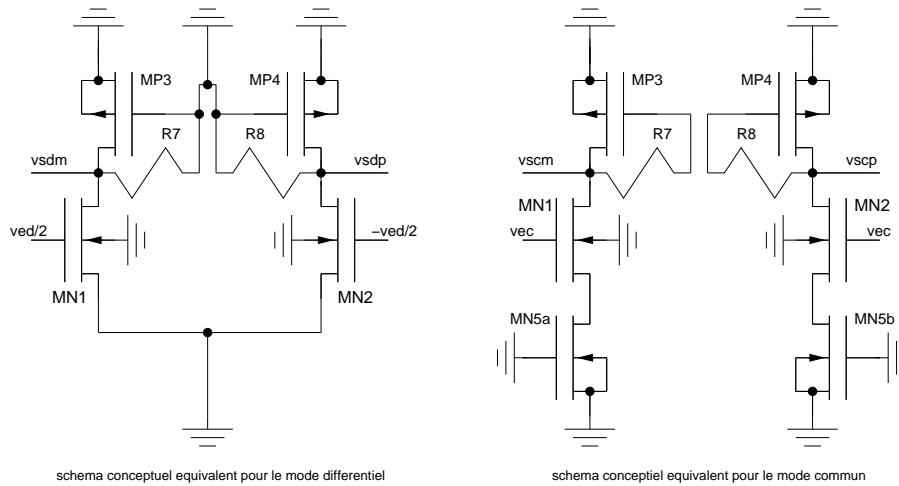 MP3
MP4
R7
R8
vsdm
vsdp
ved/2
–ved/2
MN1
MN2
schema conceptuel equivalent pour le mode differentiel
MP3
MP4
R7
R8
vscm
vscp
MN1
MN2
vec
vec
MN5a
MN5b
schema conceptiel equivalent pour le mode commun